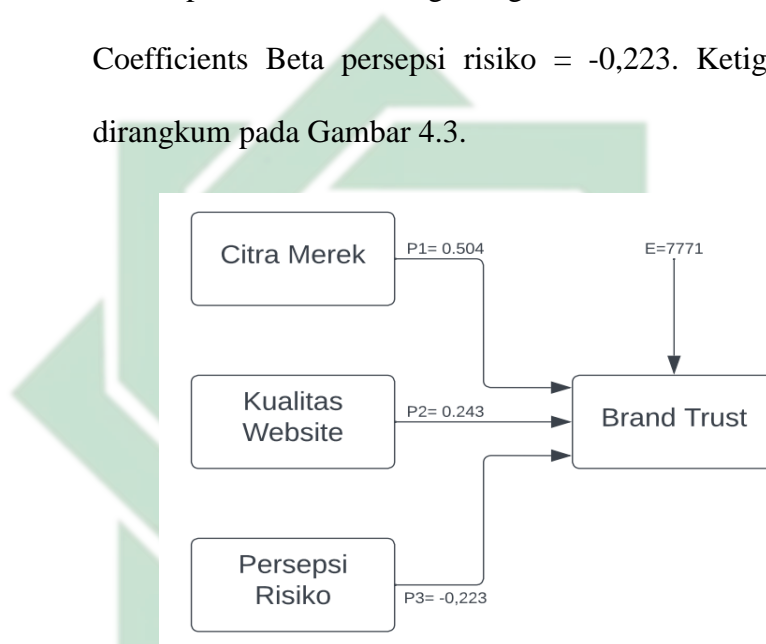 Coefficients Beta persepsi risiko = -0,223. Ketig
dirangkum pada Gambar 4.3.
Citra Merek
P1= 0.504
E=7771
Kualitas
Website
P2= 0.243
Brand Trust
Persepsi
Risiko
P3= -0,223